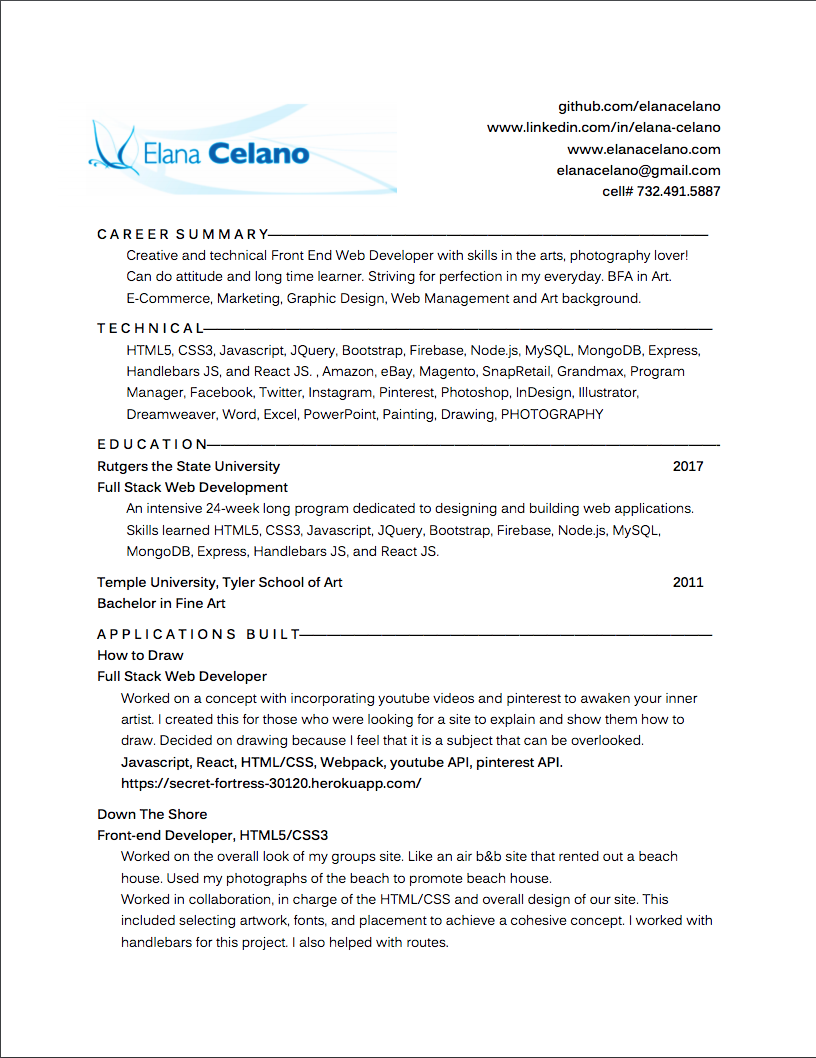 Elana Celano
github.com/elanacelano
www.linkedin.com/in/elana-celano
www.elanacelano.com
elanacelano@gmail.com
cell# 732.491.5887
CAREER SUMMARY
Creative and technical Front End Web Developer with skills in the arts, photography lover!
Can do attitude and long time learner. Striving for perfection in my everyday. BFA in Art.
E-Commerce, Marketing, Graphic Design, Web Management and Art background.
TECHNICAL
HTML5, CSS3, Javascript, JQuery, Bootstrap, Firebase, Node.js, MySQL, MongoDB, Express,
Handlebars JS, and React JS. , Amazon, eBay, Magento, SnapRetail, Grandmax, Program
Manager, Facebook, Twitter, Instagram, Pinterest, Photoshop, InDesign, Illustrator,
Dreamweaver, Word, Excel, PowerPoint, Painting, Drawing, PHOTOGRAPHY
EDUCATION
Rutgers the State University 2017
Full Stack Web Development
An intensive 24-week long program dedicated to designing and building web applications.
Skills learned HTML5, CSS3, Javascript, JQuery, Bootstrap, Firebase, Node.js, MySQL,
MongoDB, Express, Handlebars JS, and React JS.
Temple University, Tyler School of Art 2011
Bachelor in Fine Art
APPLICATIONS BUILT
How to Draw
Full Stack Web Developer
Worked on a concept with incorporating youtube videos and pinterest to awaken your inner
artist. I created this for those who were looking for a site to explain and show them how to
draw. Decided on drawing because I feel that it is a subject that can be overlooked.
Javascript, React, HTML/CSS, Webpack, youtube API, pinterest API.
https://secret-fortress-30120.herokuapp.com/
Down The Shore
Front-end Developer, HTML5/CSS3
Worked on the overall look of my groups site. Like an air b&b site that rented out a beach
house. Used my photographs of the beach to promote beach house.
Worked in collaboration, in charge of the HTML/CSS and overall design of our site. This
included selecting artwork, fonts, and placement to achieve a cohesive concept. I worked with
handlebars for this project. I also helped with routes.